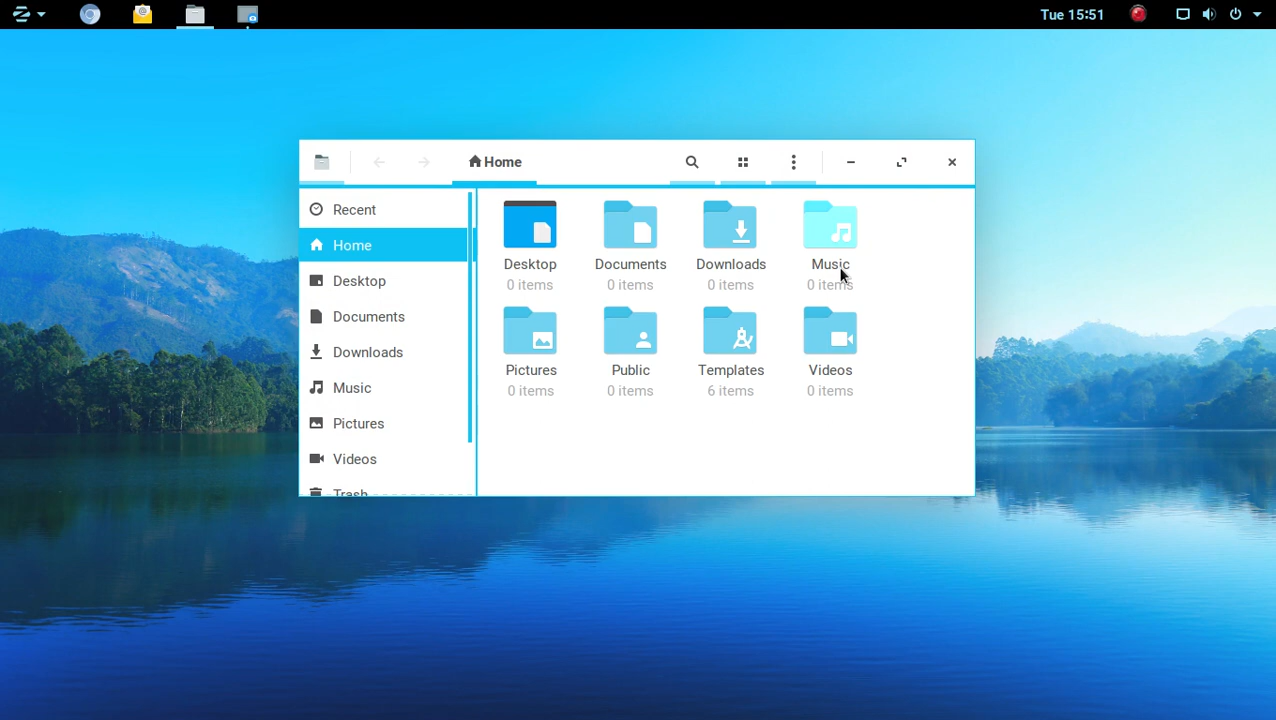 Tue 15:51
Home
Recent
Home
Desktop
Documents
Downloads
Music
Pictures
Videos
Trash
Desktop Documents Downloads Music
0 items 0 items 0 items 0 items
Pictures Public Templates Videos
0 items 0 items 6 items 0 items